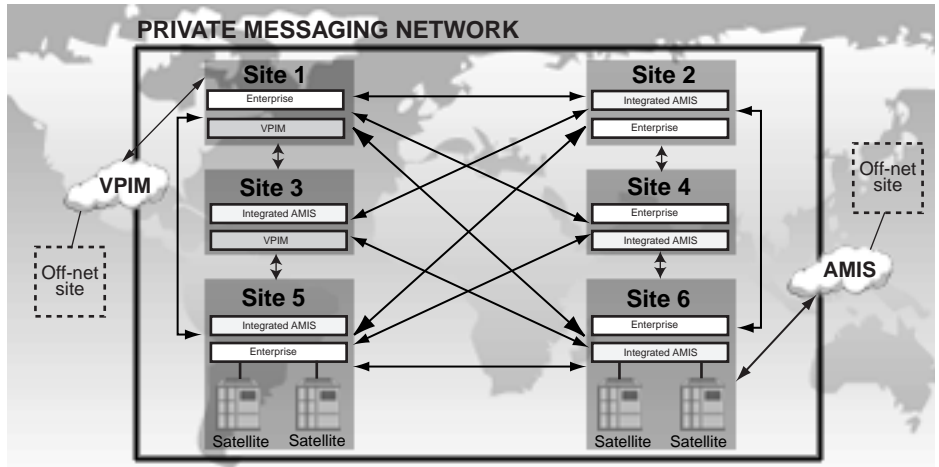 PRIVATE MESSAGING NETWORK
Site 1
Enterprise
VPIM
Site 2
Integrated AMIS
Enterprise
Site 3
Integrated AMIS
VPIM
Site 4
Enterprise
Integrated AMIS
Site 5
Integrated AMIS
Enterprise
Satellite
Satellite
Site 6
Enterprise
Integrated AMIS
Satellite
Satellite
VPIM
Off-net
site
Off-net
site
AMIS